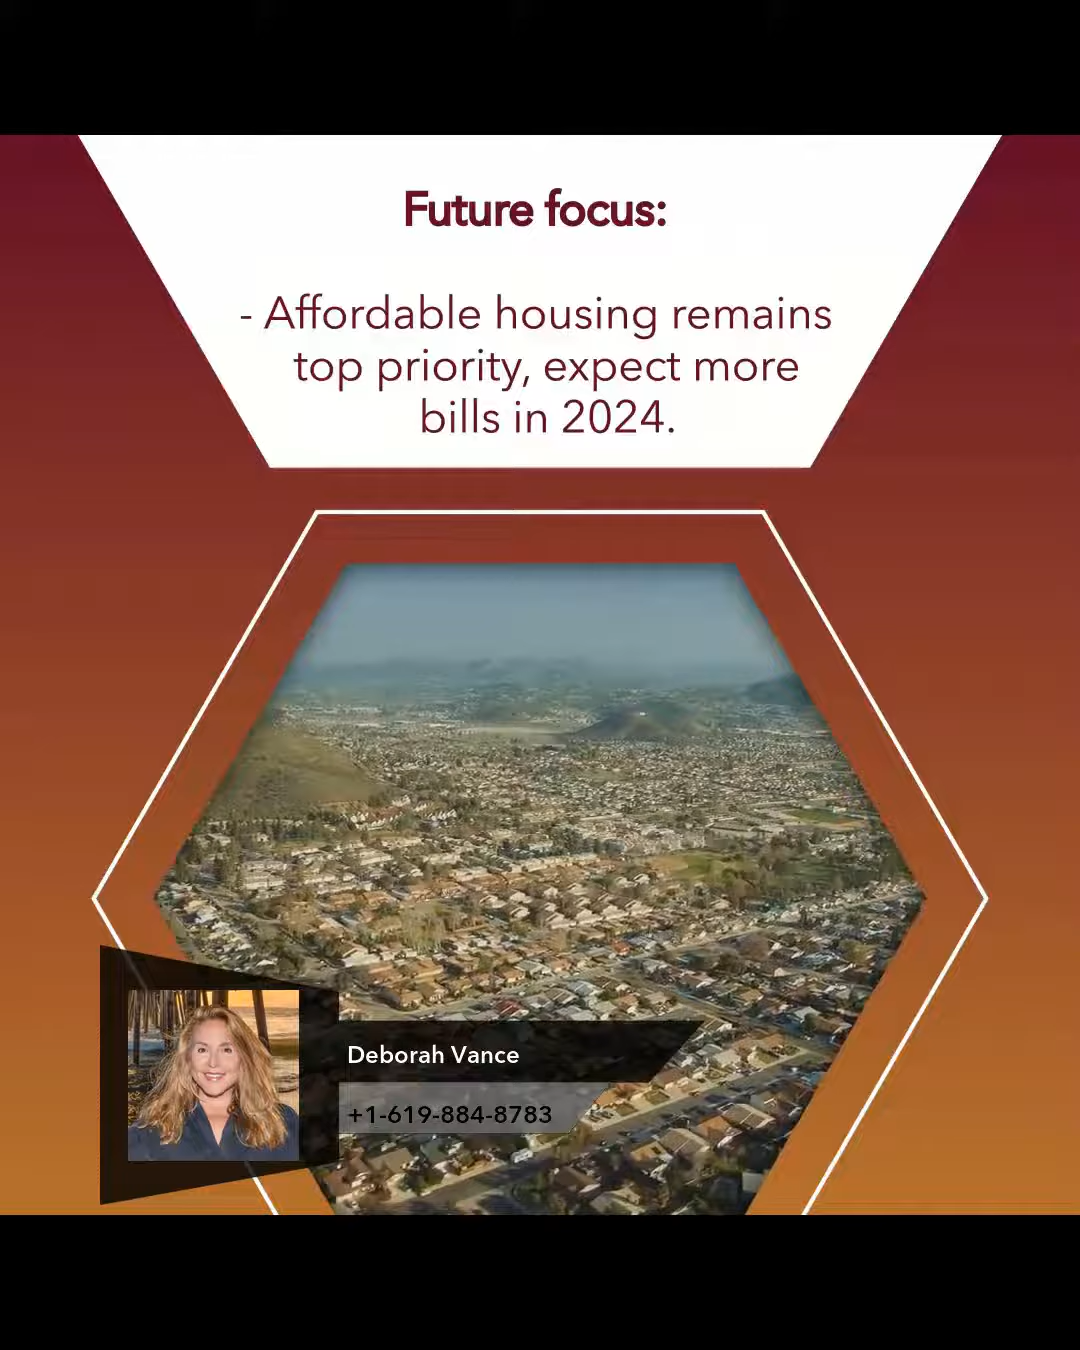 Future focus:
- Affordable housing remains
top priority, expect more
bills in 2024.
Deborah Vance
+1-619-884-8783